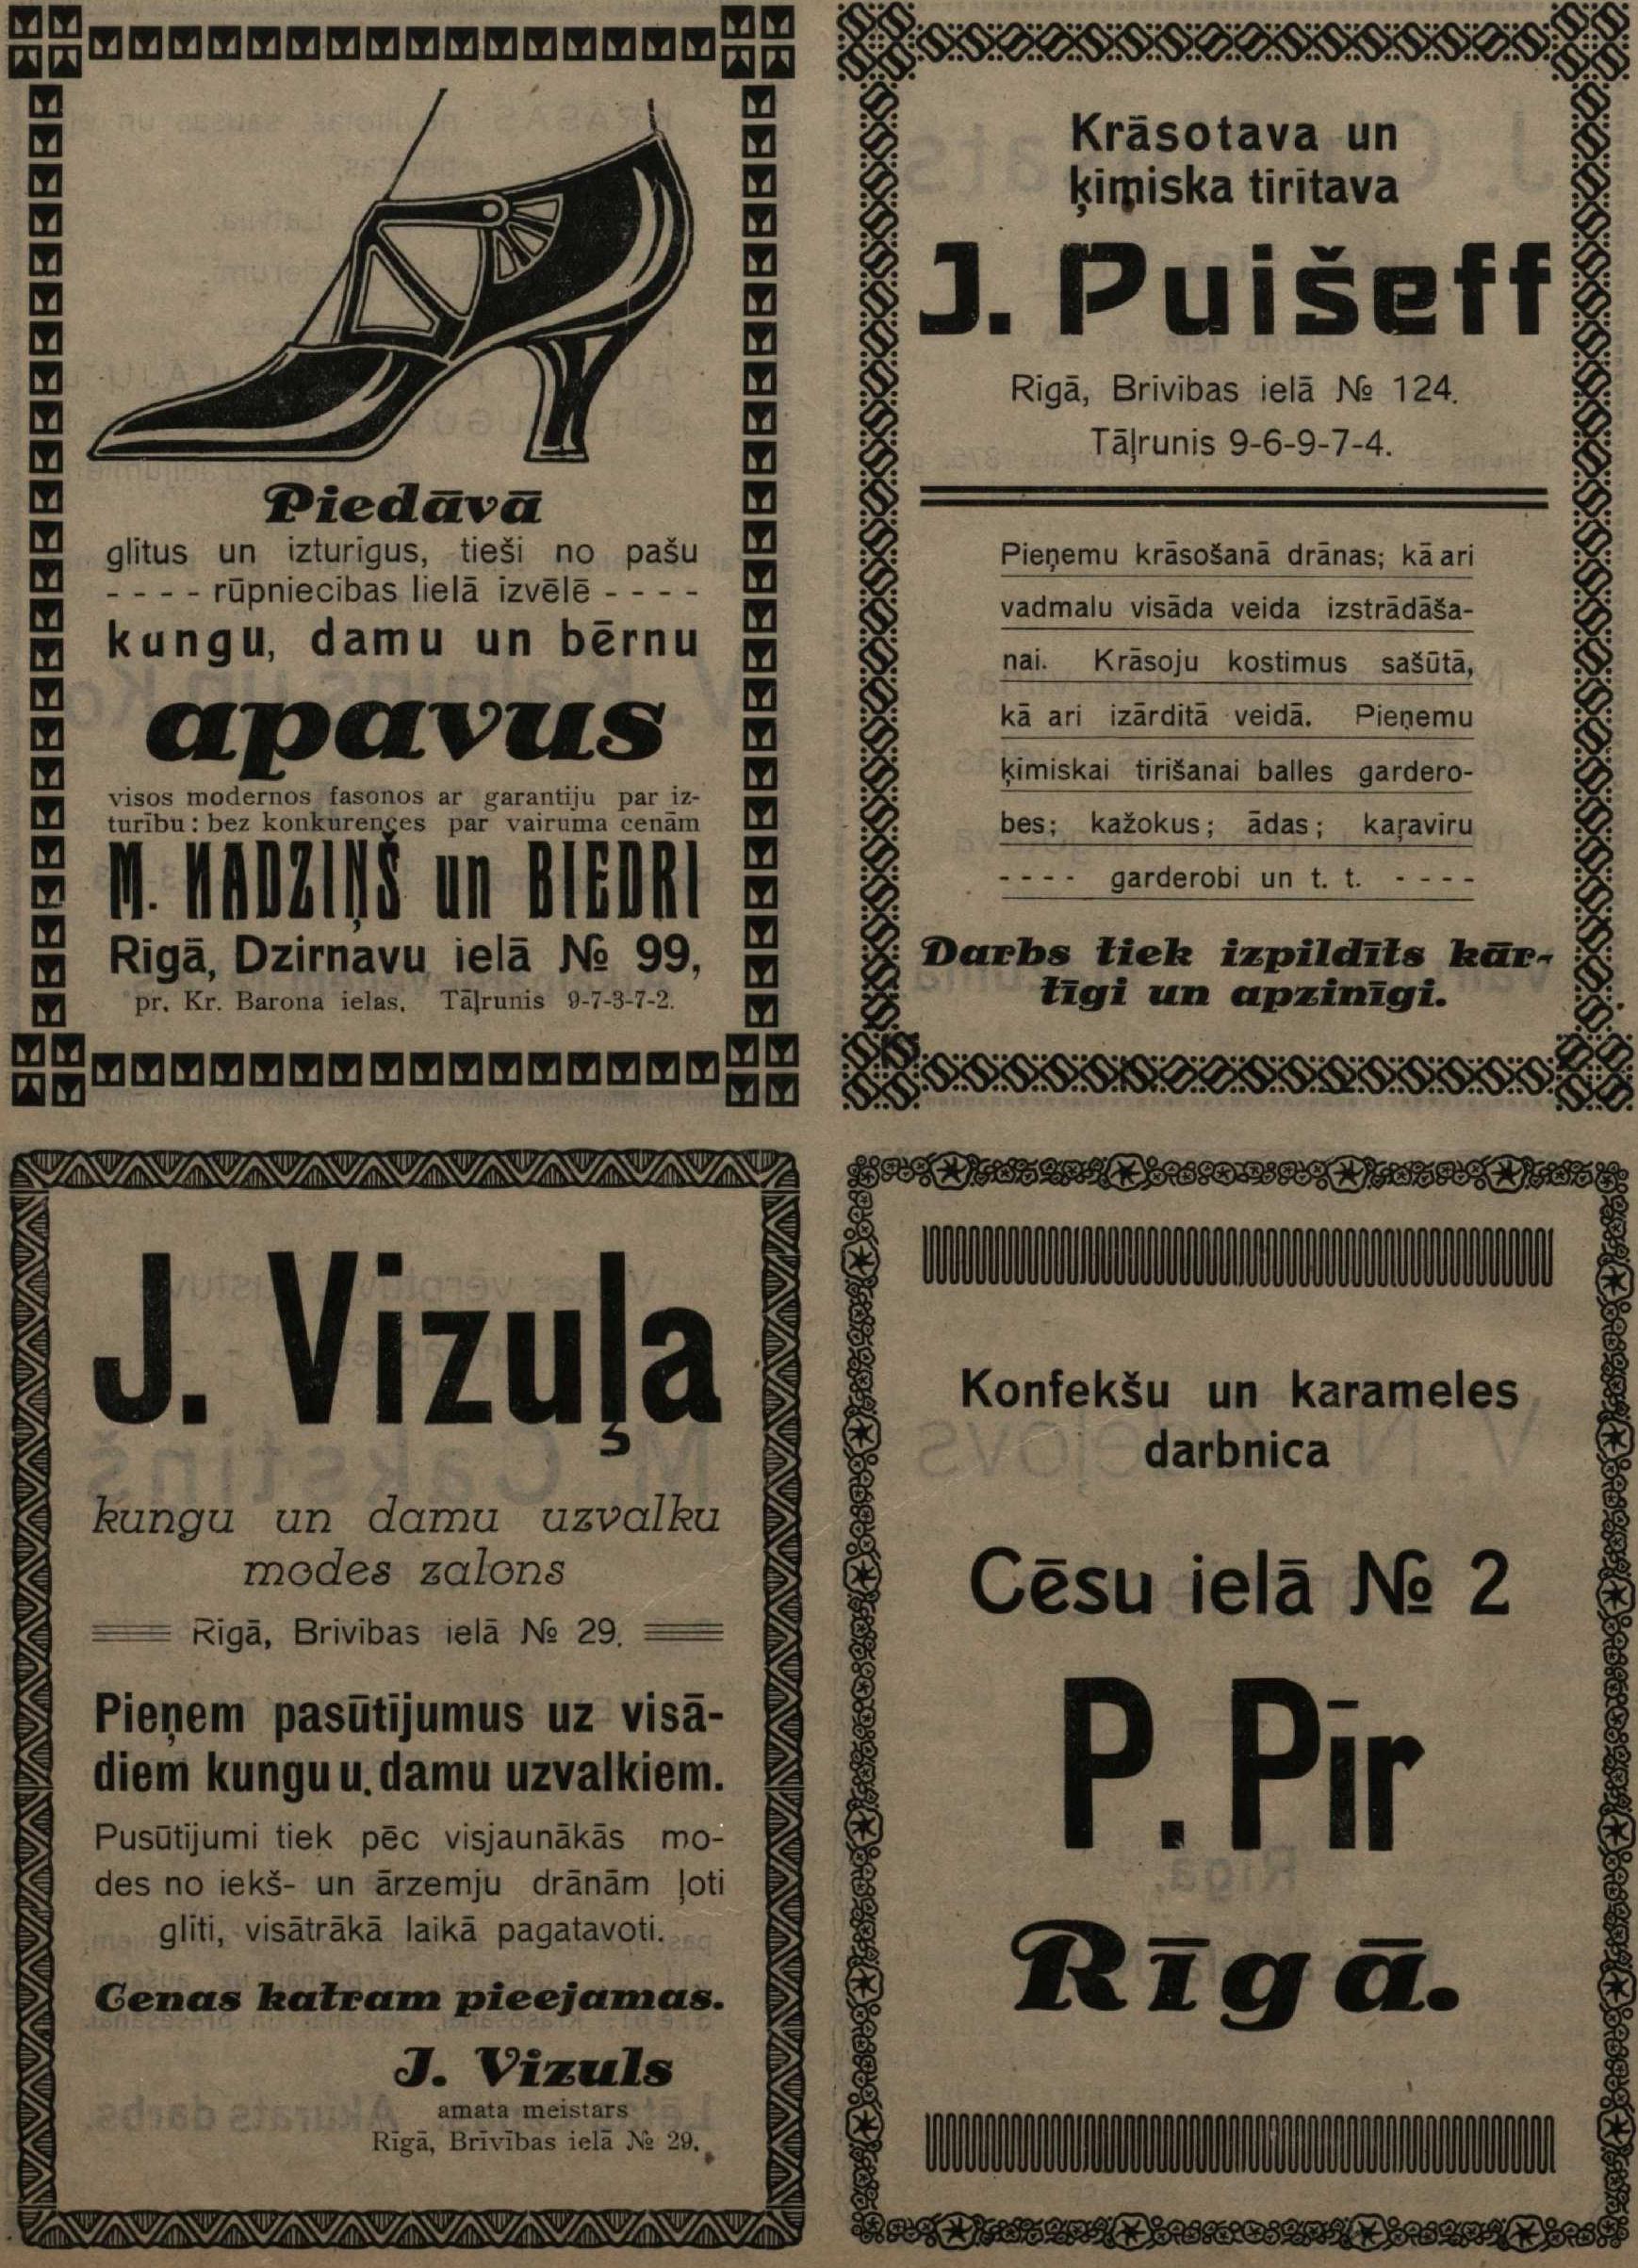 Piedāvā
glitus un izturigus, tieši no pašu
- - - - rūpniecibas lielā izvēlē - - - -
kungu, damu un bērnu
apavus
visos modernos fasonos ar garantiju par iz-
turību: bez konkurençes par vairuma cenām
M. NADZIŅŠ un BIEDRI
Rigā, Dzirnavu ielā № 99,
pr. Kr. Barona ielas. Tāļrunis 9-7-3-7-2.
Krāsotava un
ķimiska tiritava
J. Puišeff
Rigā, Brivibas ielā № 124.
Tāļrunis 9-6-9-7-4.
Pieņemu krāsošanā drānas; kā ari
vadmalu visāda veida izstrādāša-
nai. Krāsoju kostimus sašūtā,
kā ari izārditā veidā. Pieņemu
ķimiskai tirišanai balles gardero-
bes; kažokus; ādas; kaŗaviru
- - - - garderobi un t. t. - - - -
Darbs tiek izpildīts kār-
tīgi un apzinīgi.
J. Vizuļa
kungu un damu uzvalku
modes zalons
Rigā, Brivibas ielā № 29.
Pieņem pasūtijumus uz visā-
diem kungu u. damu uzvalkiem.
Pusūtijumi tiek pēc visjaunākās mo-
des no iekš- un ārzemju drānām ļoti
gliti, visātrākā laikā pagatavoti.
Cenas katram pieejamas.
J. Vizuls
amata meistars
Rīgā, Brīvības ielā № 29.
Konfekšu un karameles
darbnica
Cēsu ielā № 2
P. Pīr
Rīgā.